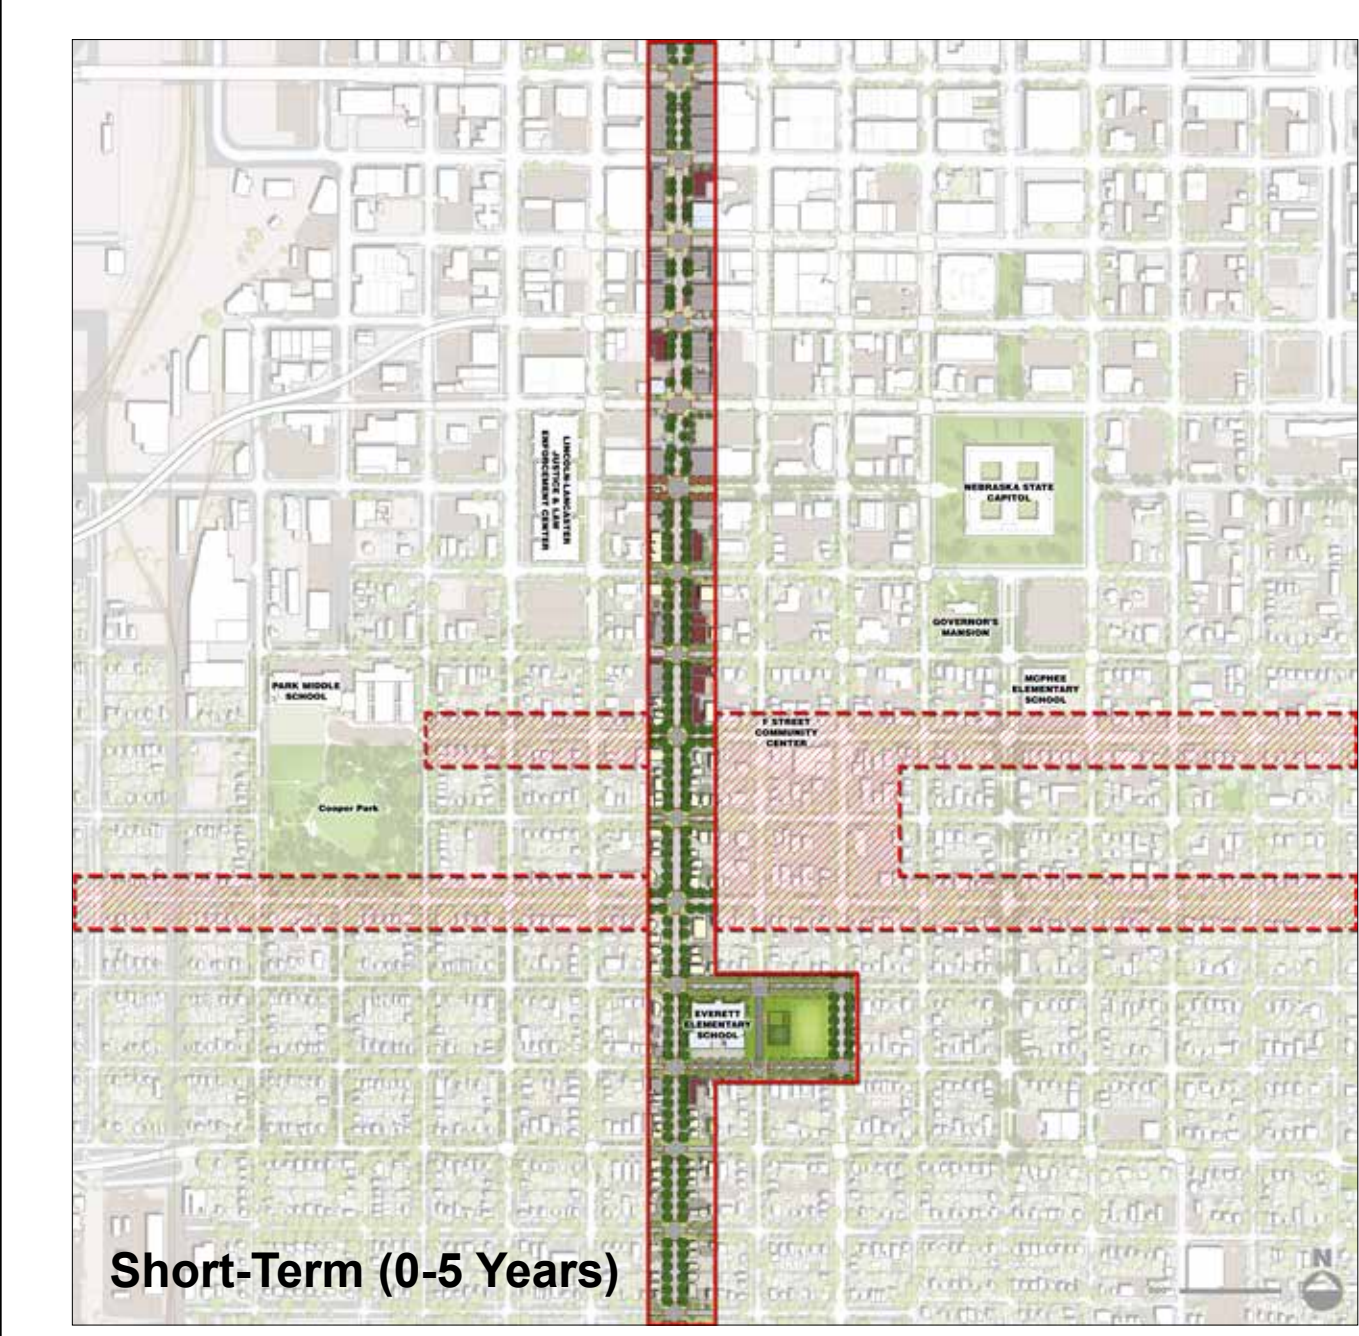 LINCOLN-LANCASTER
JUSTICE & LAW
ENFORCEMENT CENTER
NEBRASKA STATE
CAPITOL
GOVERNOR'S
MANSION
PARK MIDDLE
SCHOOL
MCPHEE
ELEMENTARY
SCHOOL
F STREET
COMMUNITY
CENTER
Cooper Park
EVERETT
ELEMENTARY
SCHOOL
Short-Term (0-5 Years)
N